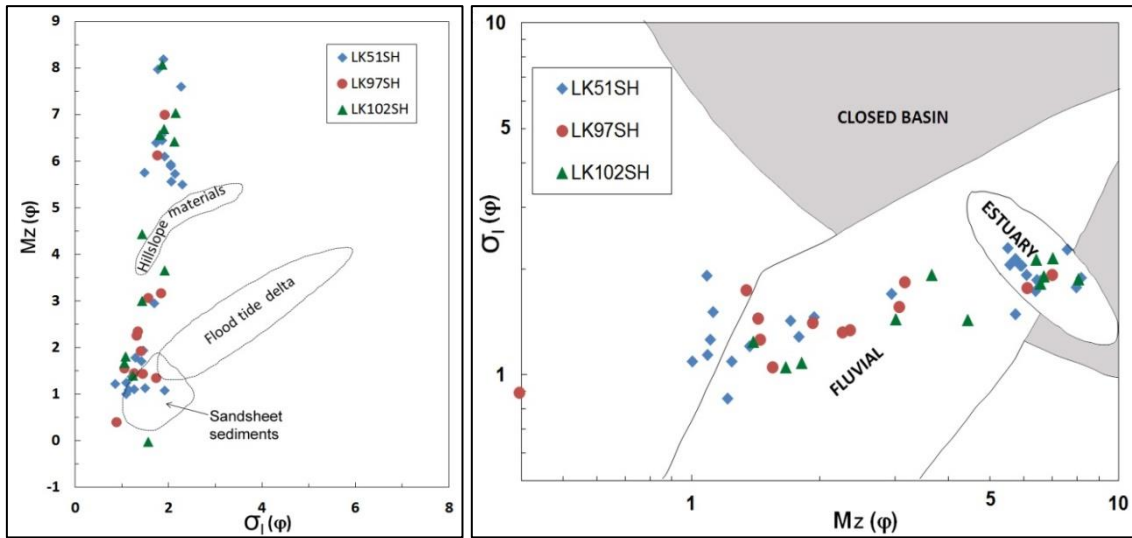 9
8
7
6
5
4
3
2
1
0
-1
Mz (φ)
LK51SH
LK97SH
LK102SH
Hillslope materials
Flood tide delta
Sandsheet
sediments
0
2
4
6
8
σI (φ)
10
5
1
σI (φ)
LK51SH
LK97SH
LK102SH
CLOSED BASIN
ESTUARY
FLUVIAL
1
5
10
Mz (φ)